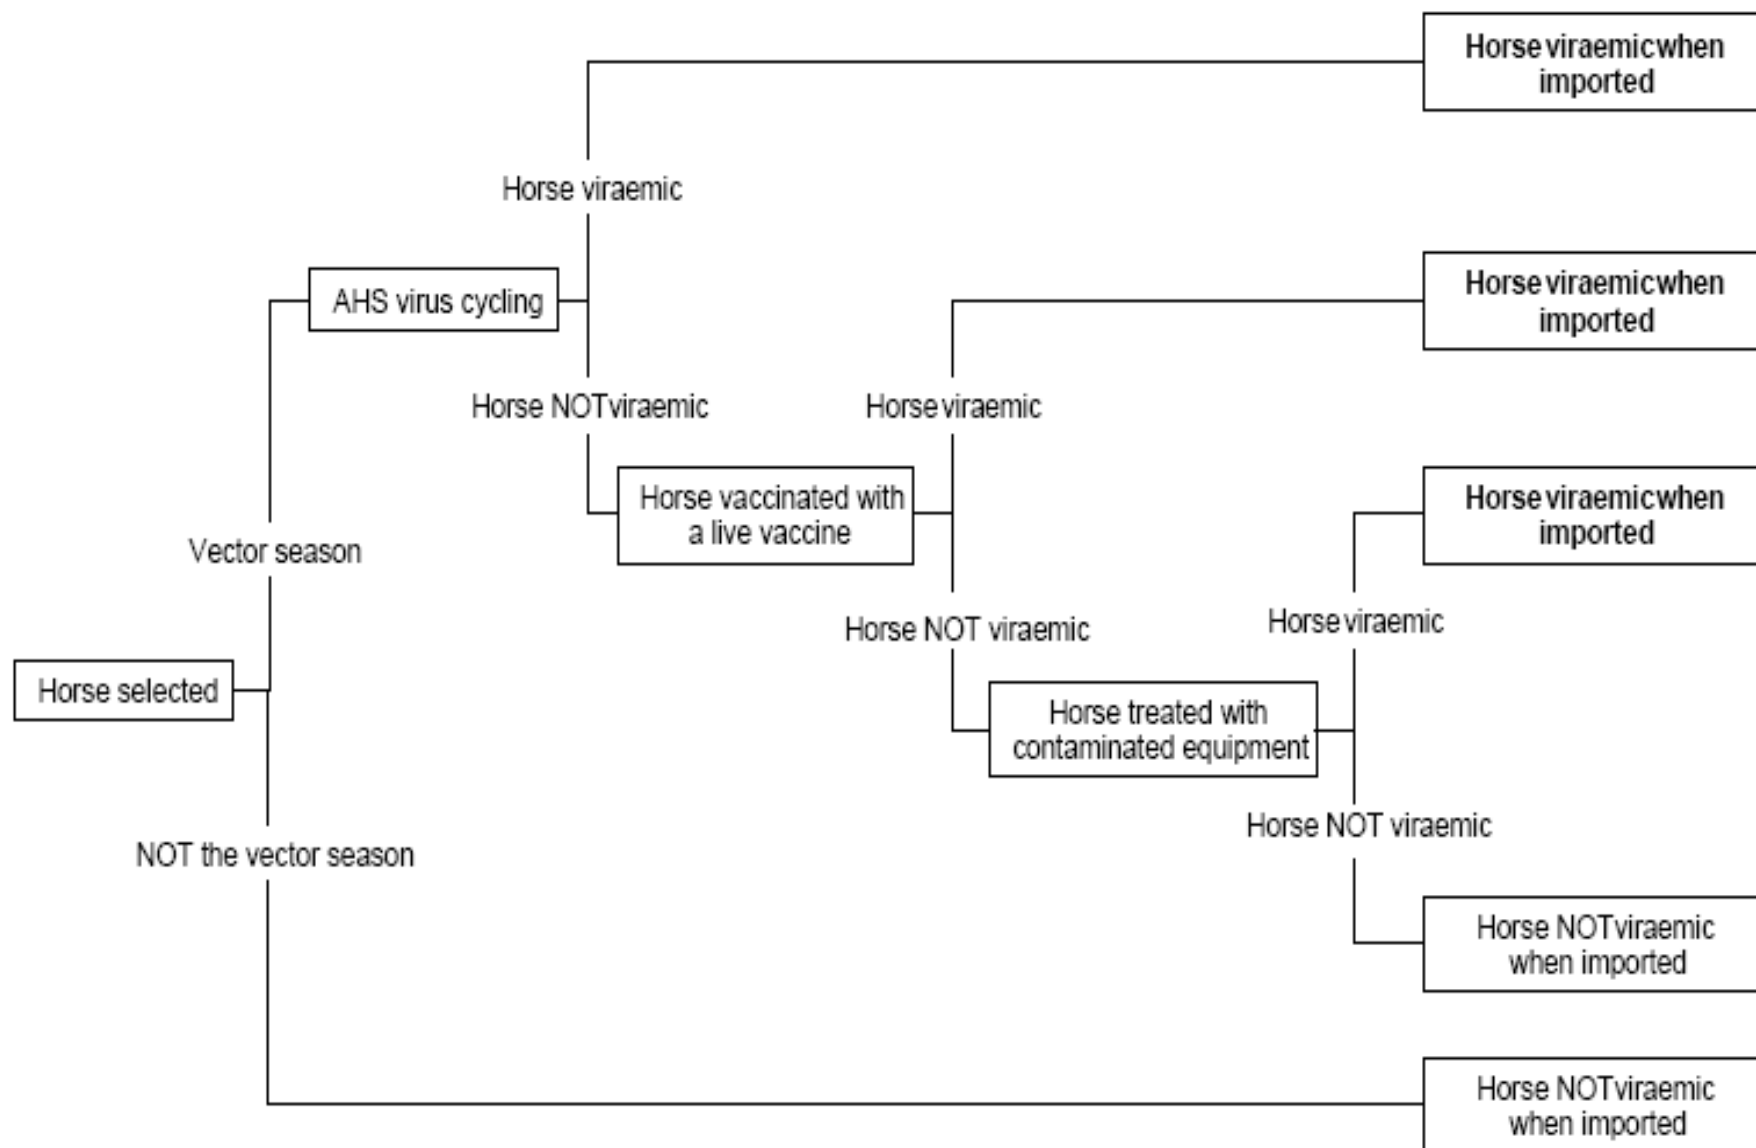 Horse viraemic when
imported
Horse viraemic
Horse viraemic when
imported
AHS virus cycling
Horse NOT viraemic
Horse viraemic
Horse vaccinated with
a live vaccine
Horse viraemic when
imported
Vector season
Horse NOT viraemic
Horse viraemic
Horse selected
Horse treated with
contaminated equipment
Horse NOT viraemic
NOT the vector season
Horse NOT viraemic
when imported
Horse NOT viraemic
when imported